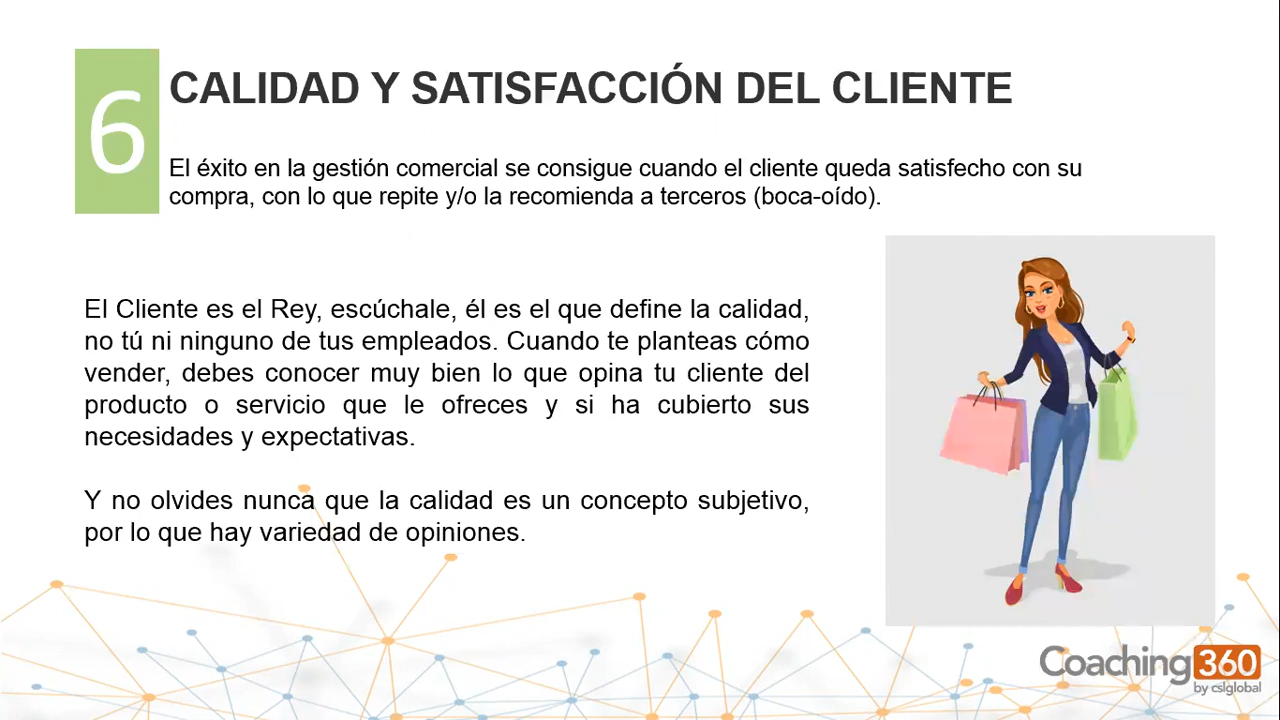 6
CALIDAD Y SATISFACCIÓN DEL CLIENTE
El éxito en la gestión comercial se consigue cuando el cliente queda satisfecho con su
compra, con lo que repite y/o la recomienda a terceros (boca-oído).
El Cliente es el Rey, escúchale, él es el que define la calidad,
no tú ni ninguno de tus empleados. Cuando te planteas cómo
vender, debes conocer muy bien lo que opina tu cliente del
producto o servicio que le ofreces y si ha cubierto sus
necesidades y expectativas.
Y no olvides nunca que la calidad es un concepto subjetivo,
por lo que hay variedad de opiniones.
Coaching 360
by cslglobal